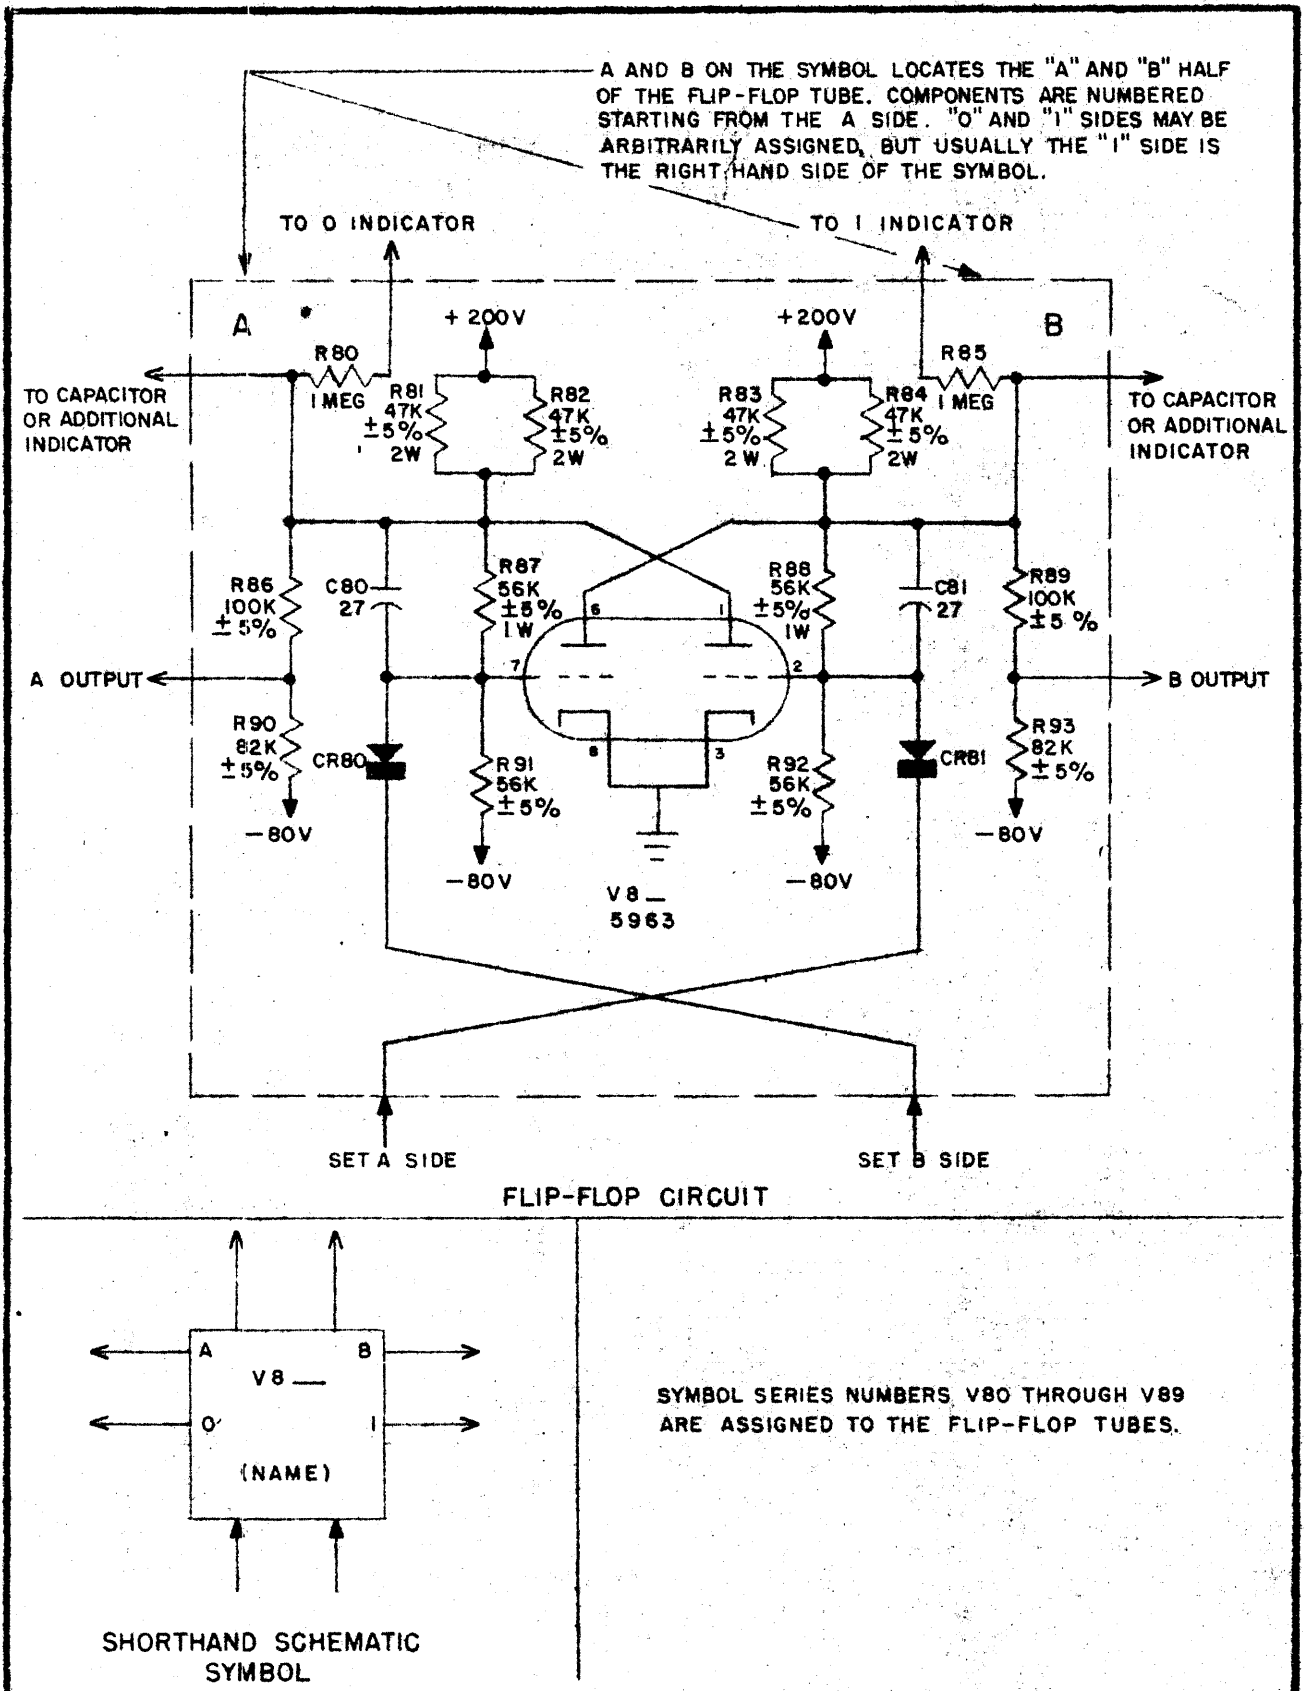 A AND B ON THE SYMBOL LOCATES THE "A" AND "B" HALF
OF THE FLIP-FLOP TUBE. COMPONENTS ARE NUMBERED
STARTING FROM THE A SIDE. "0" AND "1" SIDES MAY BE
ARBITRARILY ASSIGNED, BUT USUALLY THE "1" SIDE IS
THE RIGHT HAND SIDE OF THE SYMBOL.
TO 0 INDICATOR
TO 1 INDICATOR
A
+200V
+200V
B
R80
1 MEG
R85
1 MEG
TO CAPACITOR
OR ADDITIONAL
INDICATOR
R81
47K
±5%
2W
R82
47K
±5%
2W
R83
47K
±5%
2W
R84
47K
±5%
2W
TO CAPACITOR
OR ADDITIONAL
INDICATOR
R86
100K
±5%
C80
27
R87
56K
±5%
1W
6
1
R88
56K
±5%
1W
C81
27
R89
100K
±5%
A OUTPUT
7
2
B OUTPUT
R90
82K
±5%
CR80
R91
56K
±5%
8
3
R92
56K
±5%
CR81
R93
82K
±5%
-80V
-80V
-80V
-80V
V8_
5963
SET A SIDE
SET B SIDE
FLIP-FLOP CIRCUIT
A
B
V8__
0
1
(NAME)
SHORTHAND SCHEMATIC
SYMBOL
SYMBOL SERIES NUMBERS V80 THROUGH V89
ARE ASSIGNED TO THE FLIP-FLOP TUBES.